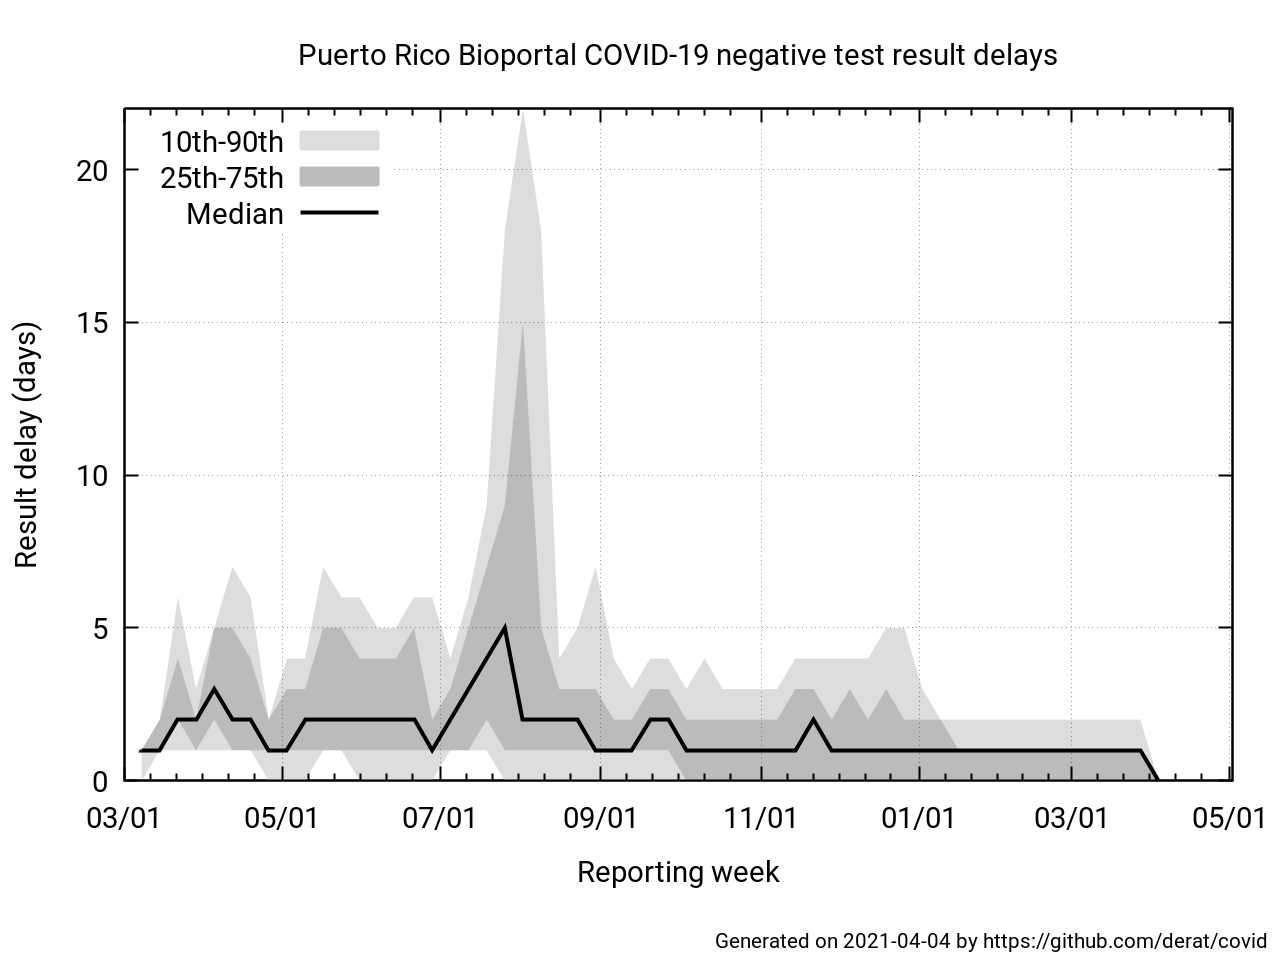 Puerto Rico Bioportal COVID-19 negative test result delays
10th-90th
25th-75th
Median
20
15
10
5
0
Result delay (days)
03/01 05/01 07/01 09/01 11/01 01/01 03/01 05/01
Reporting week
Generated on 2021-04-04 by https://github.com/derat/covid